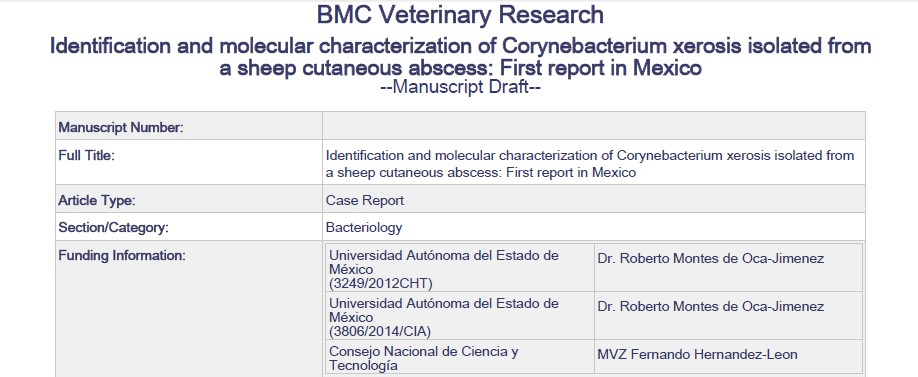 BMC Veterinary Research
Identification and molecular characterization of Corynebacterium xerosis isolated from
a sheep cutaneous abscess: First report in Mexico
--Manuscript Draft--
Manuscript Number:
Full Title:
Identification and molecular characterization of Corynebacterium xerosis isolated from
a sheep cutaneous abscess: First report in Mexico
Article Type:
Case Report
Section/Category:
Bacteriology
Funding Information:
Universidad Autónoma del Estado de
México
(3249/2012CHT)
Dr. Roberto Montes de Oca-Jimenez
Universidad Autónoma del Estado de
México
(3806/2014/CIA)
Dr. Roberto Montes de Oca-Jimenez
Consejo Nacional de Ciencia y
Tecnología
MVZ Fernando Hernandez-Leon